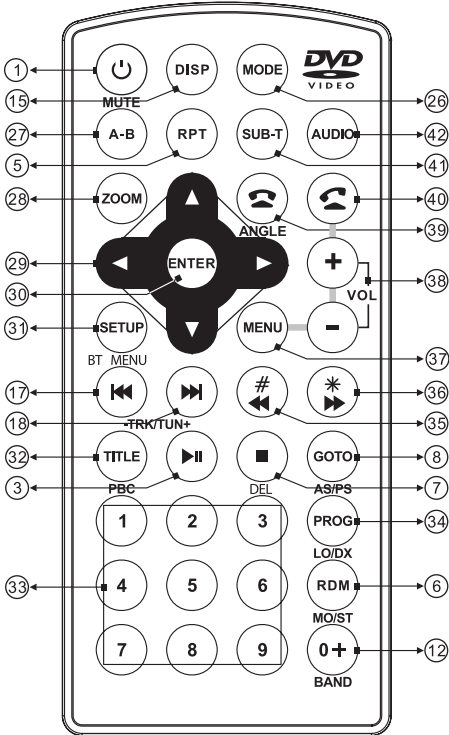 DISP MODE DVD
VIDEO
MUTE
A-B RPT SUB-T AUDIO
ZOOM
ANGLE
ENTER
+
VOL
SETUP MENU -
BT MENU
# *
-TRK/TUN+
TITLE GOTO
PBC DEL AS/PS
1 2 3 PROG
LO/DX
4 5 6 RDM
MO/ST
7 8 9 0+
BAND
1
15
27
5
28
29
30
31
17
18
32
3
33
26
42
41
40
39
38
37
36
35
8
7
34
6
12